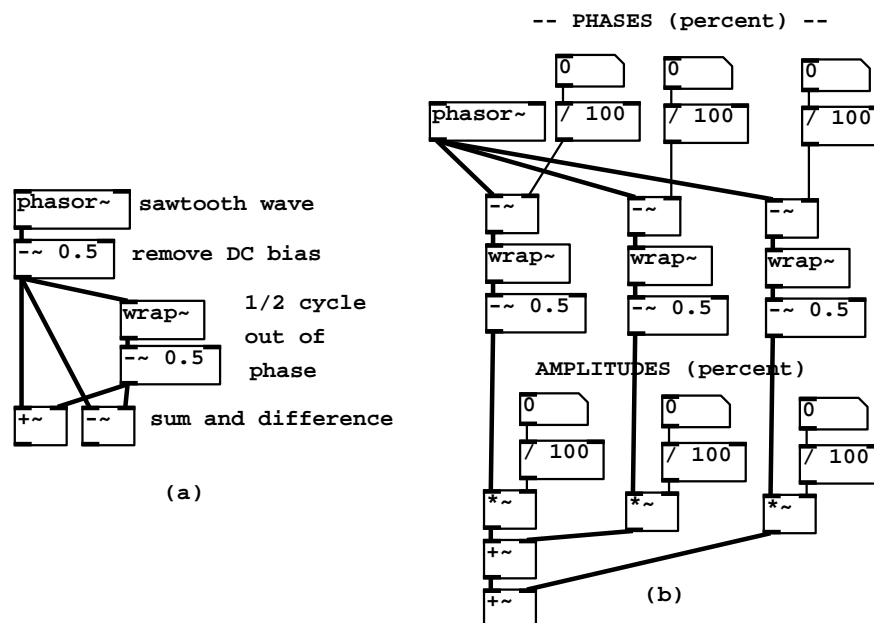 phasor~ sawtooth wave
-~ 0.5 remove DC bias
wrap~ 1/2 cycle
out of
-~ 0.5 phase
+~ -~ sum and difference
(a)
-- PHASES (percent) --
0 0 0
phasor~ / 100 / 100 / 100
-~ -~ -~
wrap~ wrap~ wrap~
-~ 0.5 -~ 0.5 -~ 0.5
AMPLITUDES (percent)
0 0 0
/ 100 / 100 / 100
*~ *~ *~
+~
+~
(b)